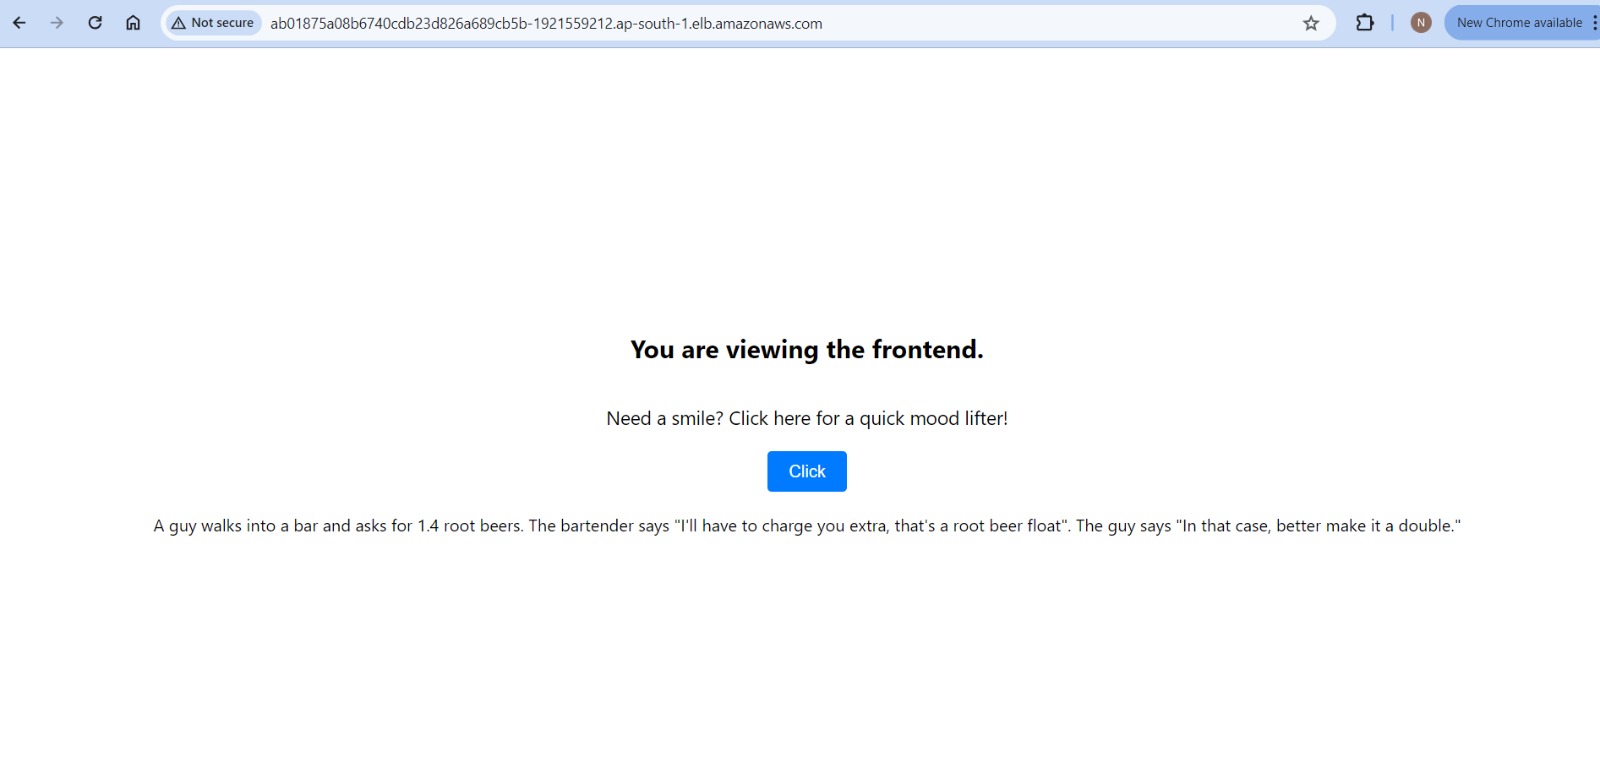 Not secure
ab01875a08b6740cdb23d826a689cb5b-1921559212.ap-south-1.elb.amazonaws.com
N
New Chrome available
You are viewing the frontend.
Need a smile? Click here for a quick mood lifter!
Click
A guy walks into a bar and asks for 1.4 root beers. The bartender says "I'll have to charge you extra, that's a root beer float". The guy says "In that case, better make it a double."